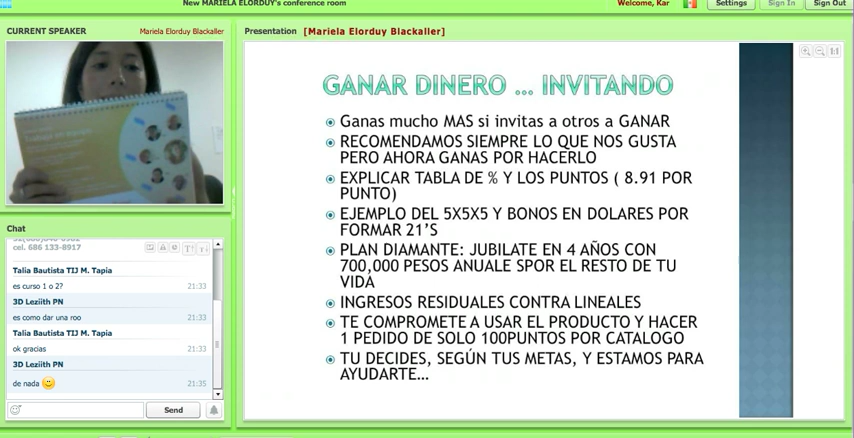 New MARIELA ELORDUY's conference room
Welcome, Kar
Settings
Sign In
Sign Out
CURRENT SPEAKER
Mariela Elorduy Blackaller
Chat
cel. 686 133-8917
Talia Bautista TIJ M. Tapia
es curso 1 o 2?
21:33
3D Leziith PN
es como dar una roo
21:33
Talia Bautista TIJ M. Tapia
ok gracias
21:33
3D Leziith PN
de nada
21:35
Send
Presentation [Mariela Elorduy Blackaller]
1:1
GANAR DINERO ... INVITANDO
Ganas mucho MAS si invitas a otros a GANAR
RECOMENDAMOS SIEMPRE LO QUE NOS GUSTA
PERO AHORA GANAS POR HACERLO
EXPLICAR TABLA DE % Y LOS PUNTOS ( 8.91 POR
PUNTO)
EJEMPLO DEL 5X5X5 Y BONOS EN DOLARES POR
FORMAR 21'S
PLAN DIAMANTE: JUBILATE EN 4 AÑOS CON
700,000 PESOS ANUALE SPOR EL RESTO DE TU
VIDA
INGRESOS RESIDUALES CONTRA LINEALES
TE COMPROMETE A USAR EL PRODUCTO Y HACER
1 PEDIDO DE SOLO 100PUNTOS POR CATALOGO
TU DECIDES, SEGÚN TUS METAS, Y ESTAMOS PARA
AYUDARTE...